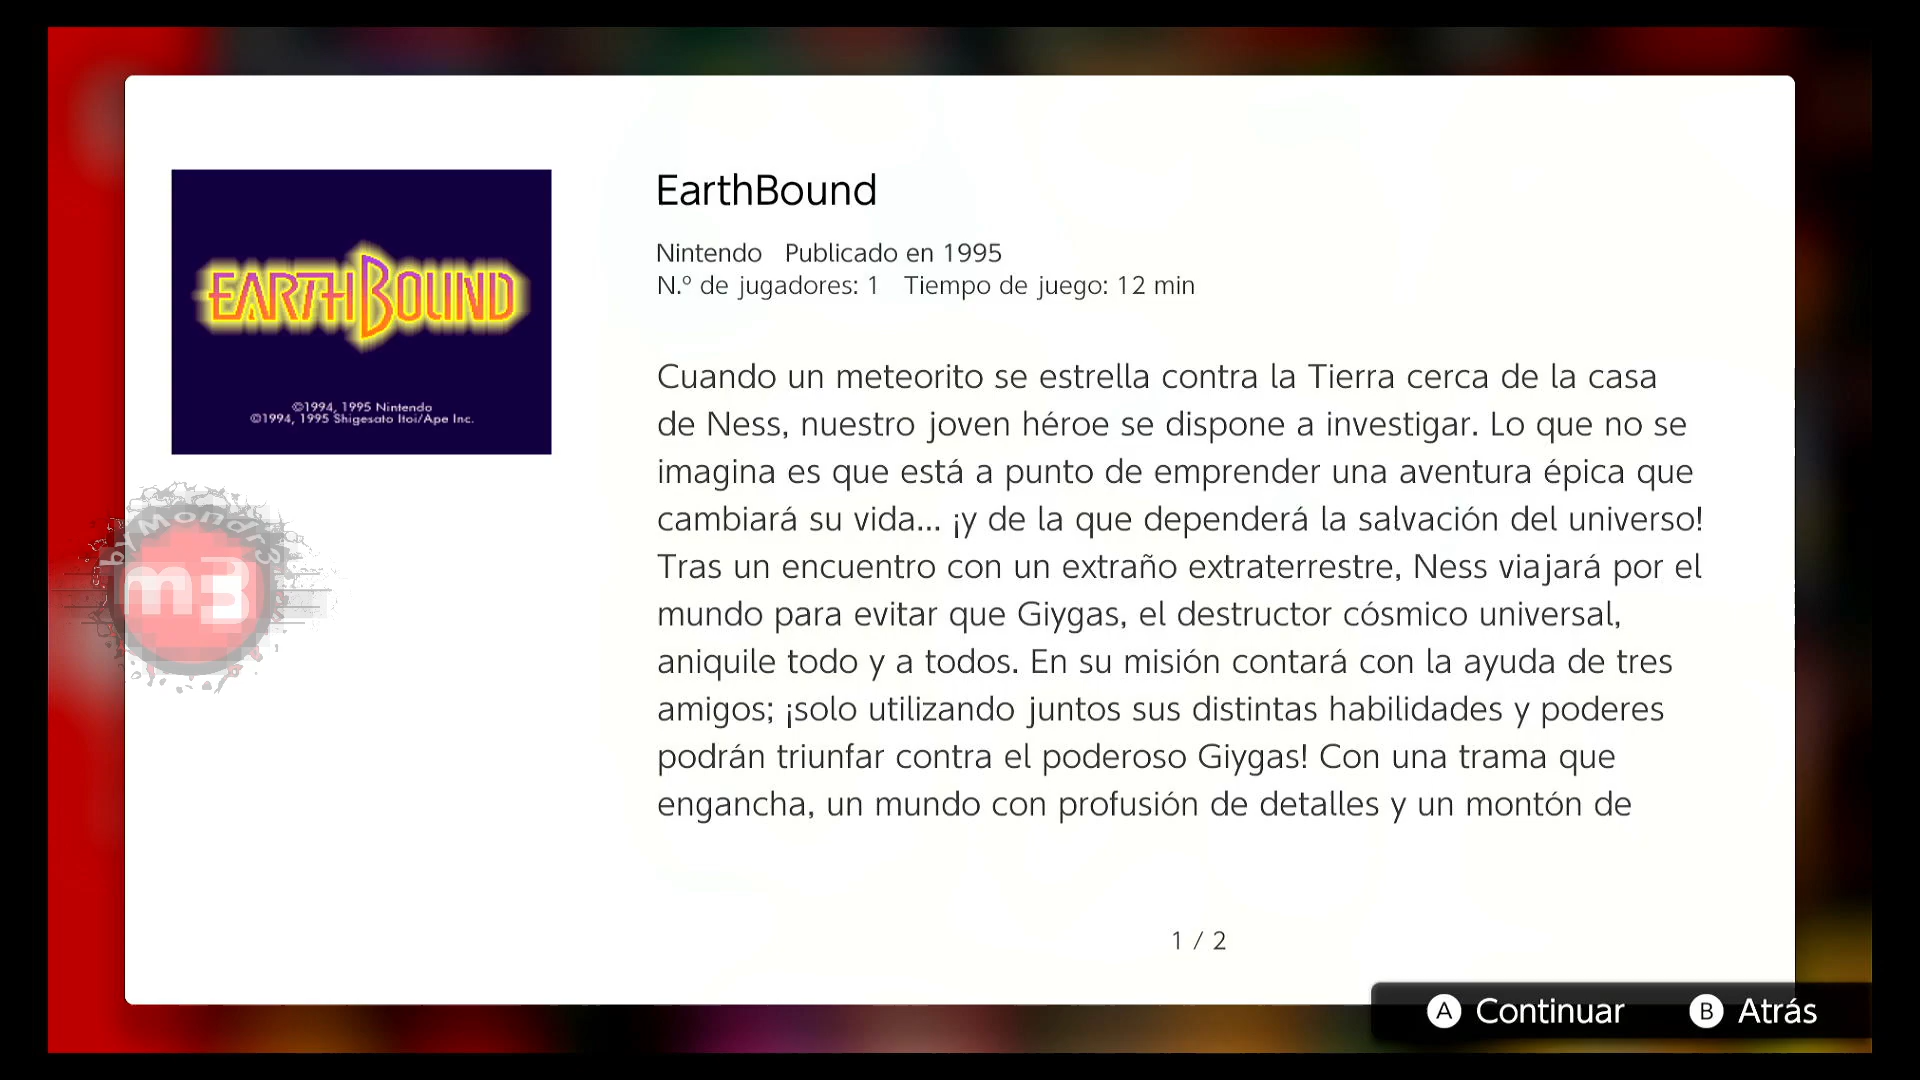 EarthBound
Nintendo Publicado en 1995
N.º de jugadores: 1 Tiempo de juego: 12 min
EARTHBOUND
©1994, 1995 Nintendo
©1994, 1995 Shigesato Itoi/Ape Inc.
Cuando un meteorito se estrella contra la Tierra cerca de la casa
de Ness, nuestro joven héroe se dispone a investigar. Lo que no se
imagina es que está a punto de emprender una aventura épica que
cambiará su vida... ¡y de la que dependerá la salvación del universo!
Tras un encuentro con un extraño extraterrestre, Ness viajará por el
mundo para evitar que Giygas, el destructor cósmico universal,
aniquile todo y a todos. En su misión contará con la ayuda de tres
amigos; ¡solo utilizando juntos sus distintas habilidades y poderes
podrán triunfar contra el poderoso Giygas! Con una trama que
engancha, un mundo con profusión de detalles y un montón de
byMondr3
m3
1 / 2
A Continuar B Atrás